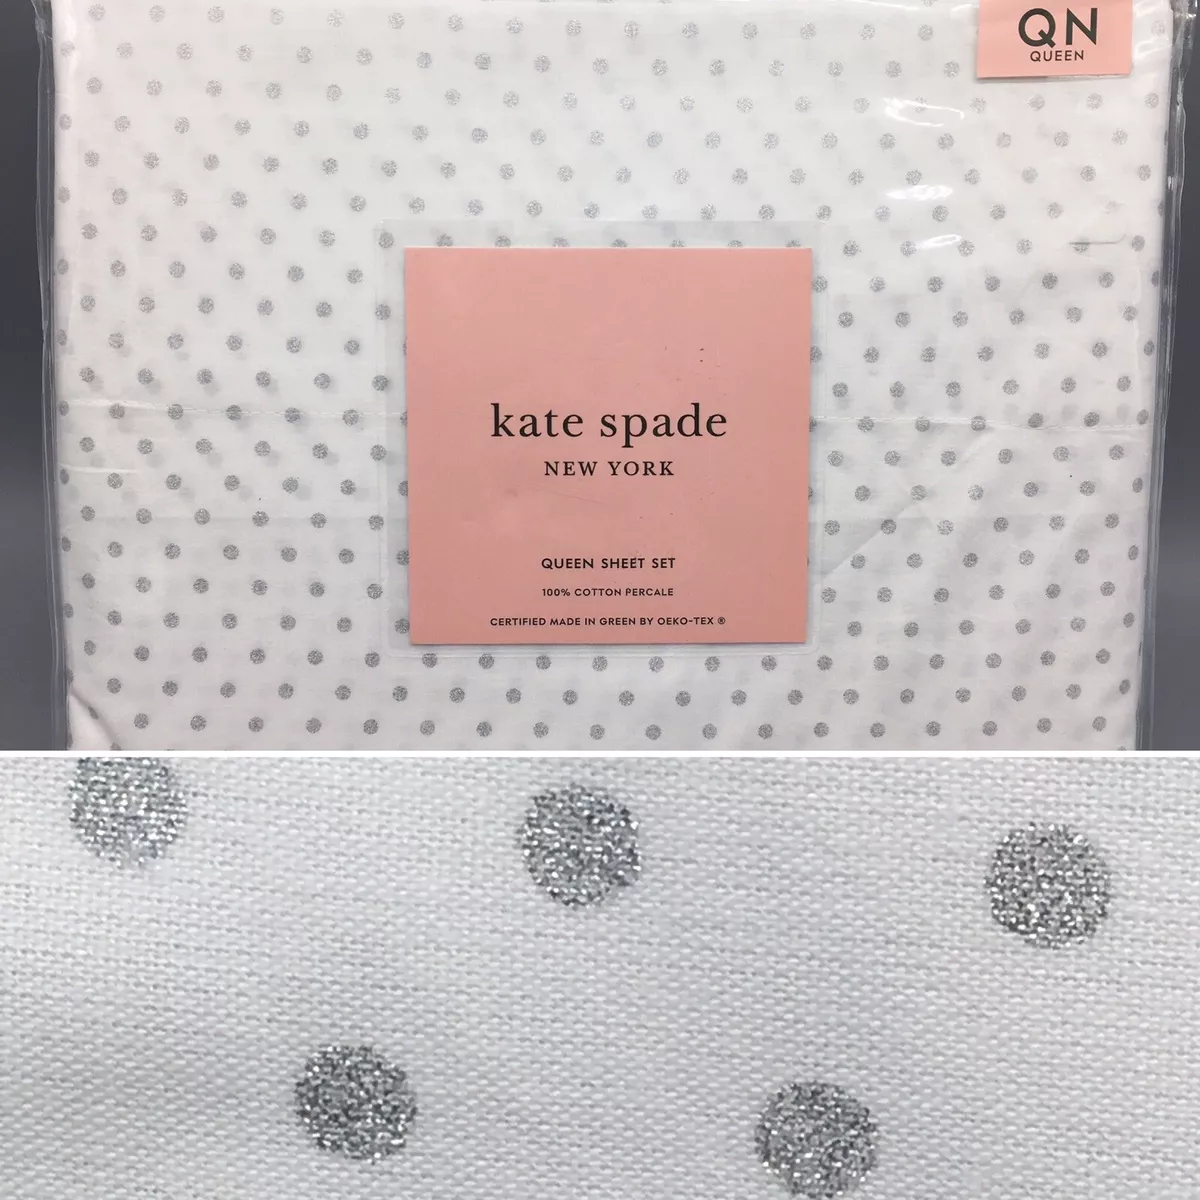 QN
QUEEN
kate spade
NEW YORK
QUEEN SHEET SET
100% COTTON PERCALE
CERTIFIED MADE IN GREEN BY OEKO-TEX ®